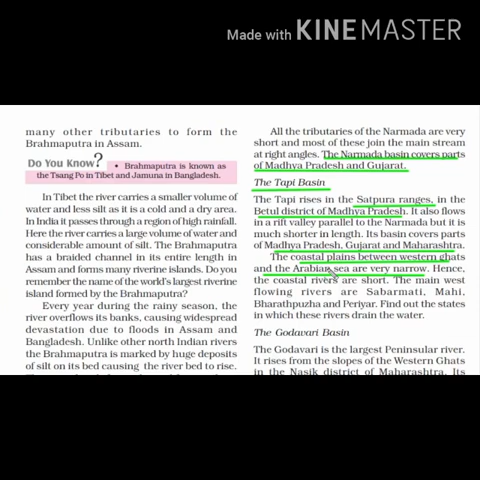 Made with KINEMASTER
many other tributaries to form the
Brahmaputra in Assam.
Do You Know? • Brahmaputra is known as
the Tsang Po in Tibet and Jamuna in Bangladesh.
In Tibet the river carries a smaller volume of
water and less silt as it is a cold and a dry area.
In India it passes through a region of high rainfall.
Here the river carries a large volume of water and
considerable amount of silt. The Brahmaputra
has a braided channel in its entire length in
Assam and forms many riverine islands. Do you
remember the name of the world's largest riverine
island formed by the Brahmaputra?
Every year during the rainy season, the
river overflows its banks, causing widespread
devastation due to floods in Assam and
Bangladesh. Unlike other north Indian rivers
the Brahmaputra is marked by huge deposits
of silt on its bed causing the river bed to rise.
All the tributaries of the Narmada are very
short and most of these join the main stream
at right angles. The Narmada basin covers parts
of Madhya Pradesh and Gujarat.
The Tapi Basin
The Tapi rises in the Satpura ranges, in the
Betul district of Madhya Pradesh. It also flows
in a rift valley parallel to the Narmada but it is
much shorter in length. Its basin covers parts
of Madhya Pradesh, Gujarat and Maharashtra.
The coastal plains between western ghats
and the Arabian sea are very narrow. Hence,
the coastal rivers are short. The main west
flowing rivers are Sabarmati, Mahi,
Bharathpuzha and Periyar. Find out the states
in which these rivers drain the water.
The Godavari Basin
The Godavari is the largest Peninsular river.
It rises from the slopes of the Western Ghats
in the Nasik district of Maharashtra. Its